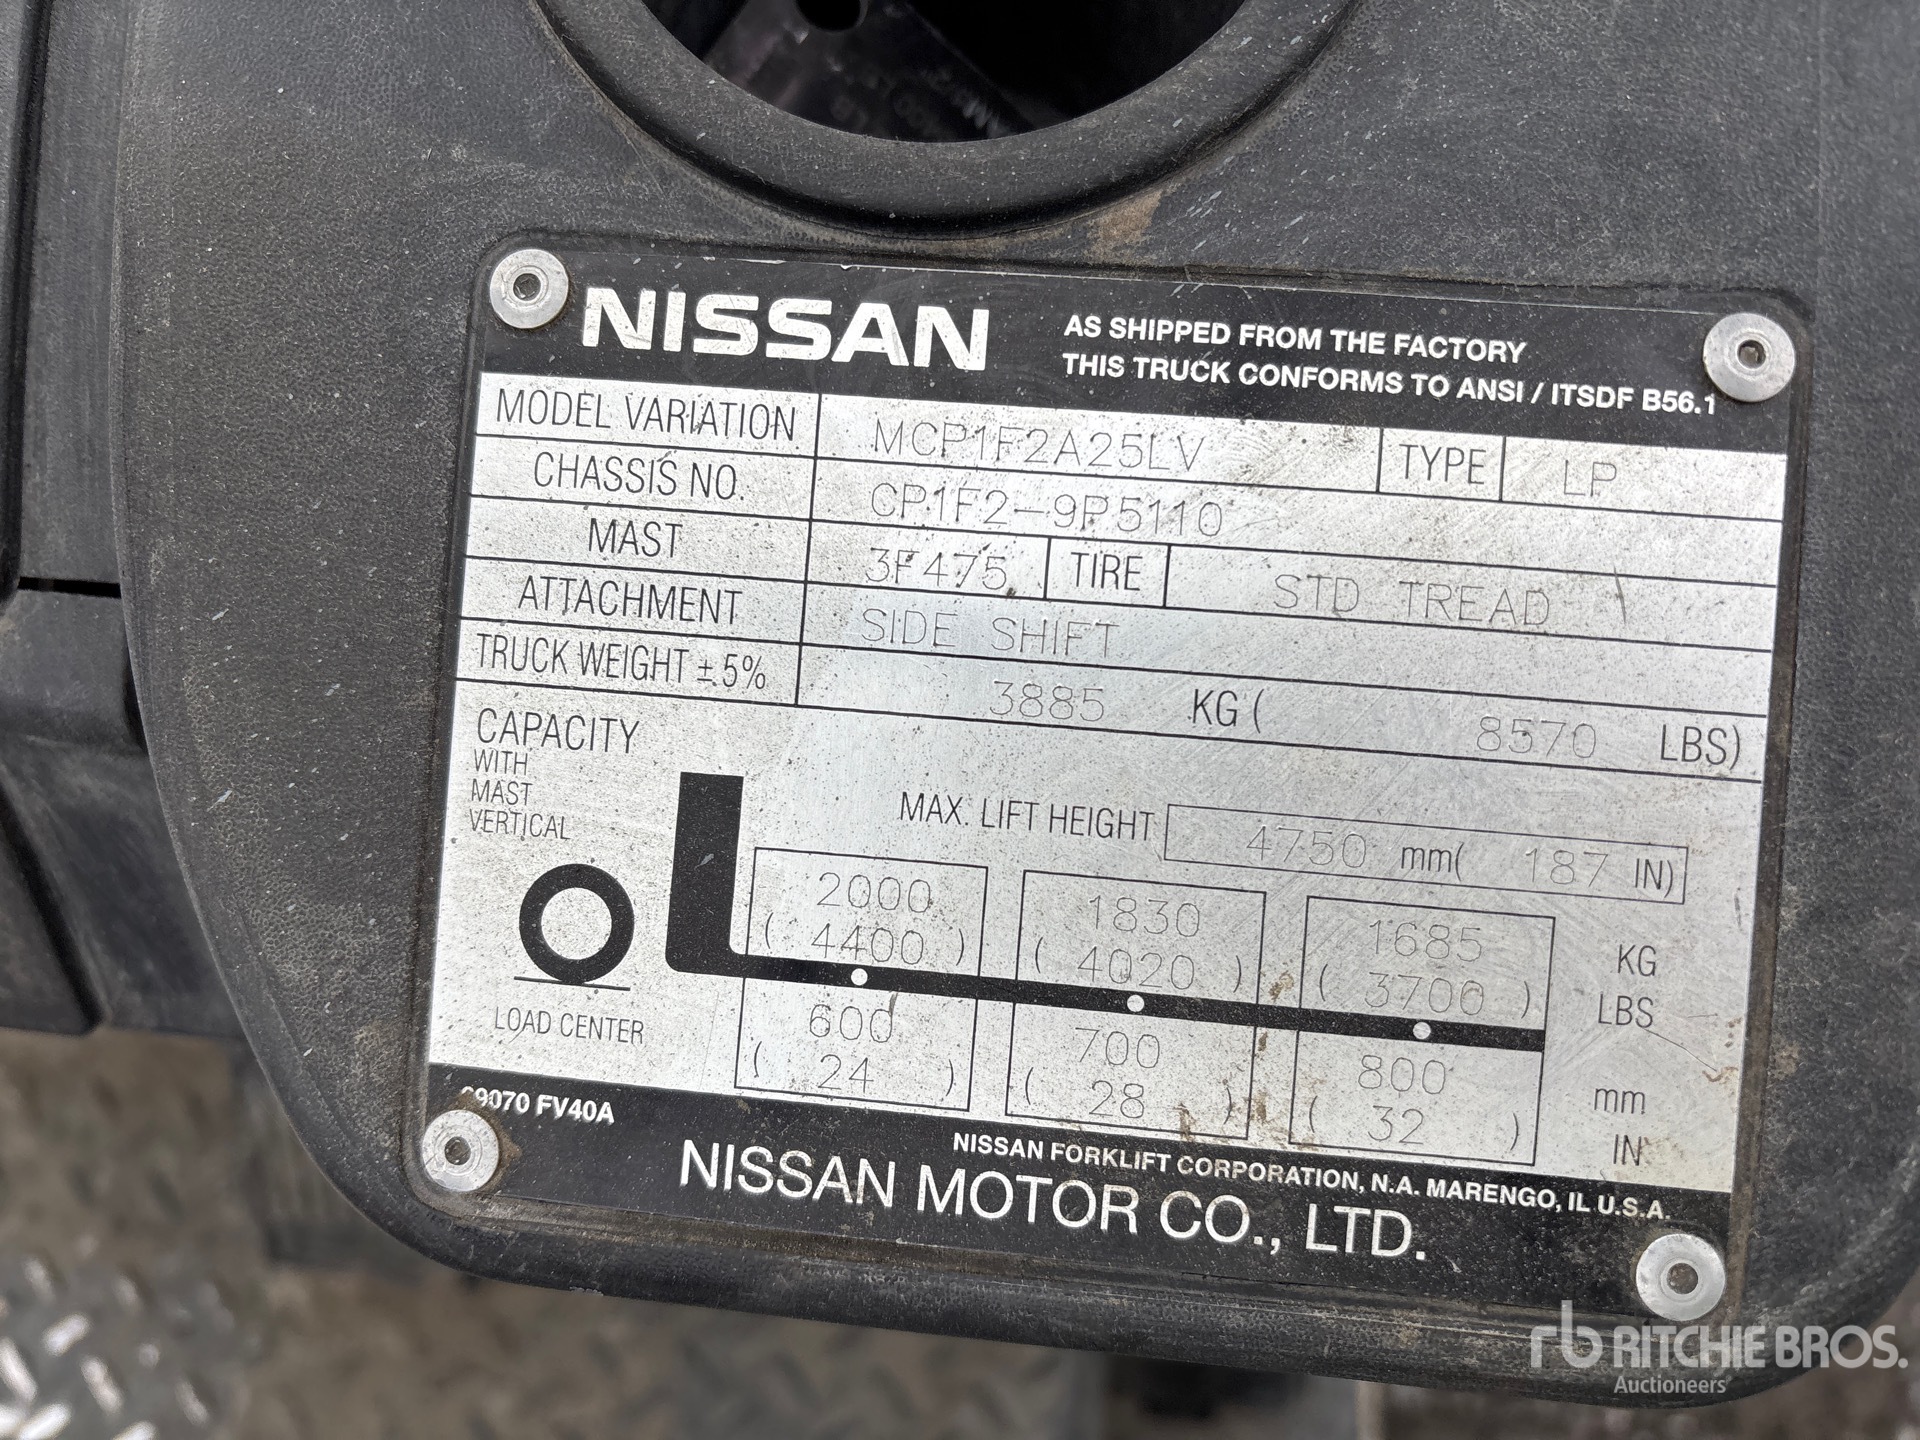 NISSAN
AS SHIPPED FROM THE FACTORY
THIS TRUCK CONFORMS TO ANSI / ITSDF B56.1
MODEL VARIATION MCP1F2A25LV TYPE LP
CHASSIS NO. CP1F2-9P5110
MAST 3F475 TIRE STD TREAD
ATTACHMENT SIDE SHIFT
TRUCK WEIGHT ± 5% 3885 KG ( 8570 LBS)
CAPACITY
WITH
MAST
VERTICAL
MAX. LIFT HEIGHT 4750 mm( 187 IN)
2000 1830 1685 KG
( 4400 ) ( 4020 ) ( 3700 ) LBS
LOAD CENTER 600 700 800 mm
( 24 ) ( 28 ) ( 32 ) IN
9070 FV40A
NISSAN FORKLIFT CORPORATION, N.A. MARENGO, IL U.S.A.
NISSAN MOTOR CO., LTD.
rb RITCHIE BROS.
Auctioneers